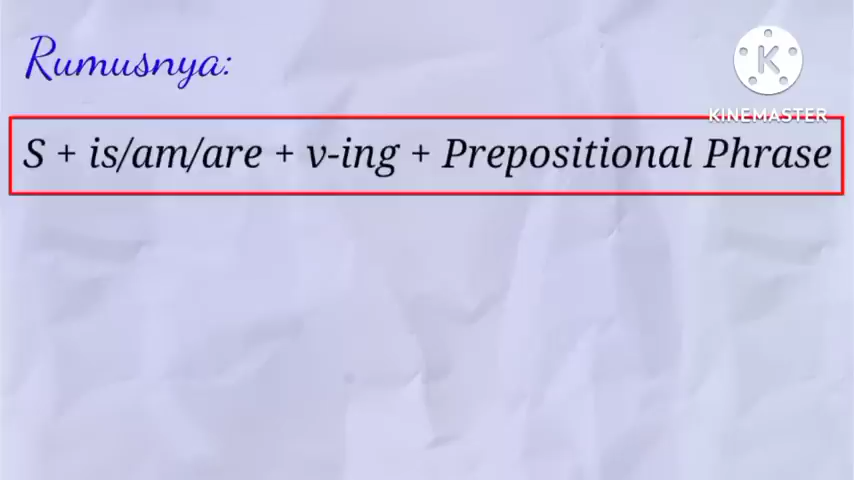 Rumusnya:
KINEMASTER
S + is/am/are + v-ing + Prepositional Phrase